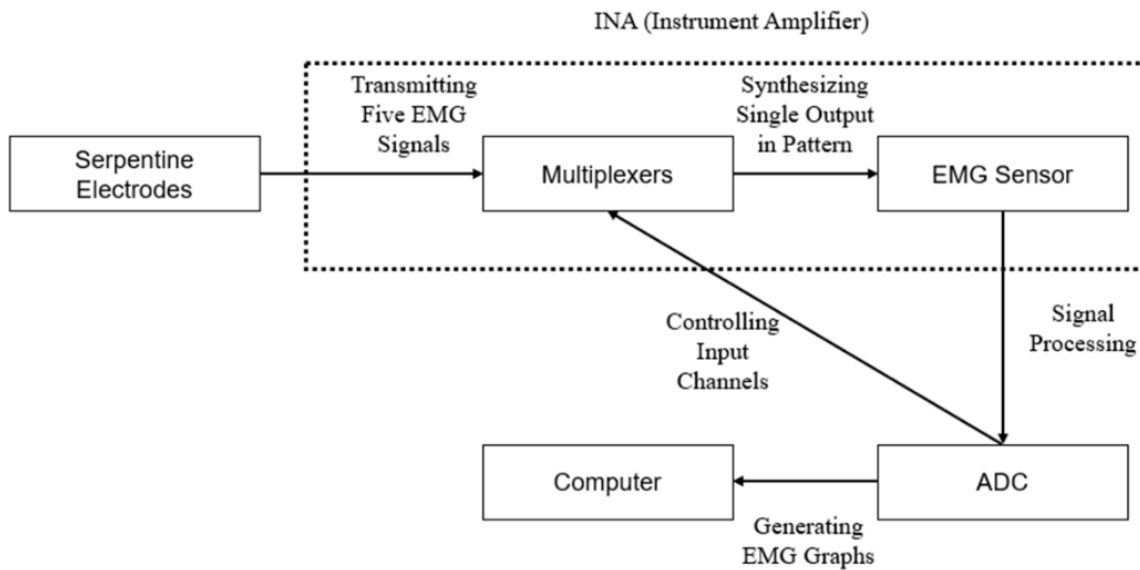 INA (Instrument Amplifier)
Transmitting
Five EMG
Signals
Synthesizing
Single Output
in Pattern
Serpentine
Electrodes
Multiplexers
EMG Sensor
Controlling
Input
Channels
Signal
Processing
Computer
ADC
Generating
EMG Graphs